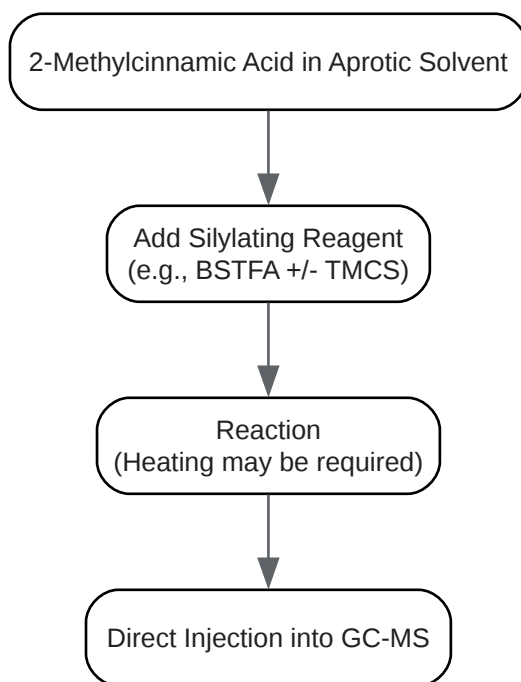 2-Methylcinnamic Acid in Aprotic Solvent
Add Silylating Reagent
(e.g., BSTFA +/- TMCS)
Reaction
(Heating may be required)
Direct Injection into GC-MS